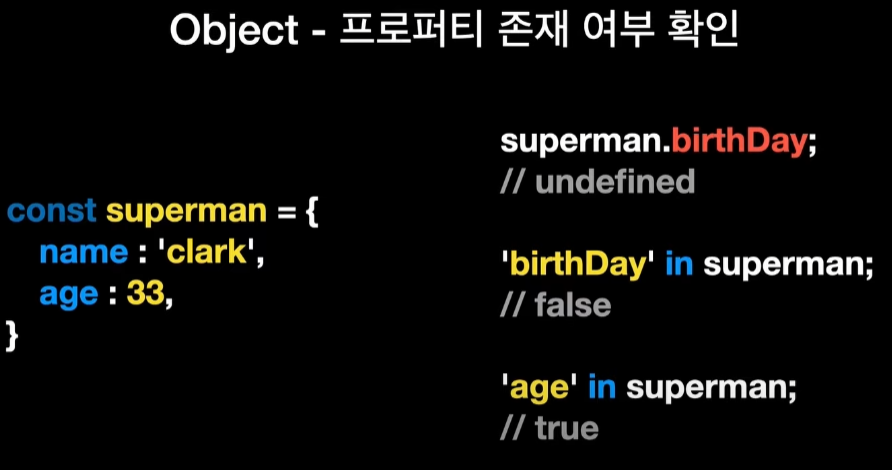 Object - 프로퍼티 존재 여부 확인
const superman = {
name : 'clark',
age : 33,
}
superman.birthDay;
// undefined
'birthDay' in superman;
// false
'age' in superman;
// true